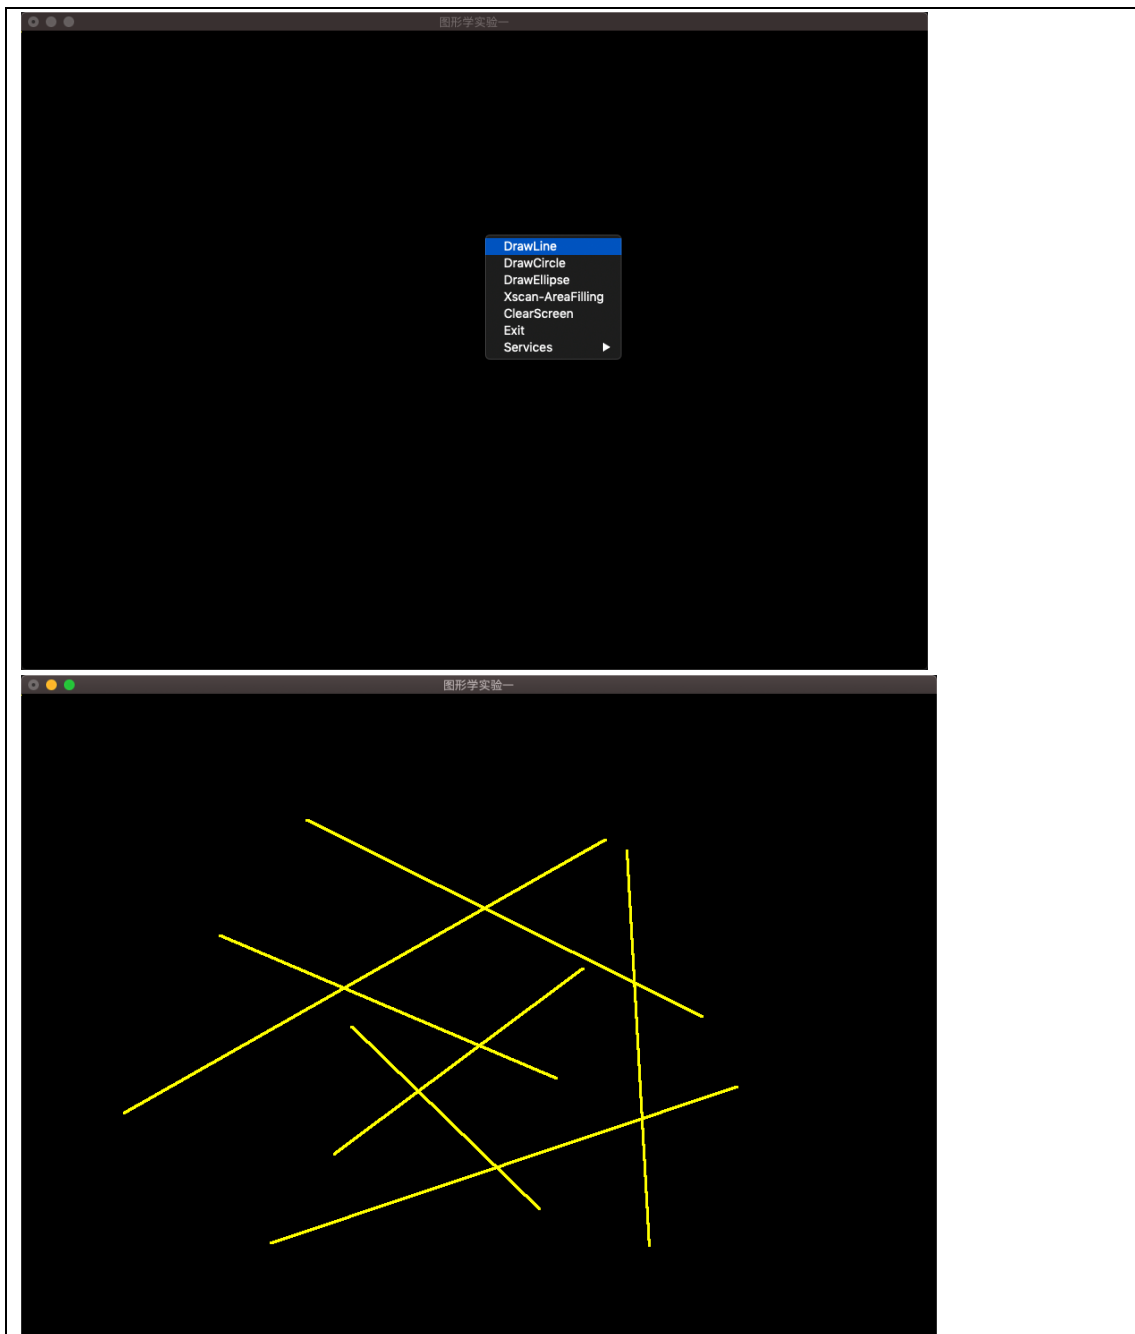 图形学实验一
DrawLine
DrawCircle
DrawEllipse
Xscan-AreaFilling
ClearScreen
Exit
Services
图形学实验一